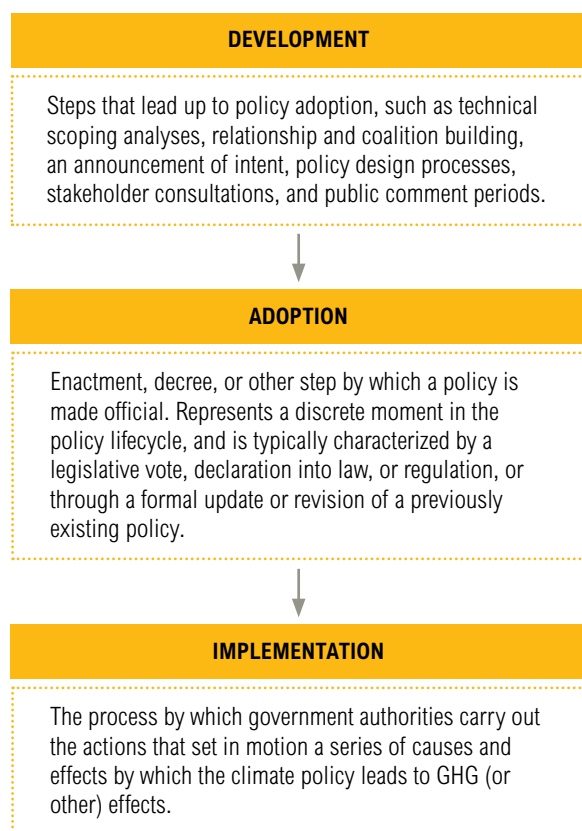 DEVELOPMENT
Steps that lead up to policy adoption, such as technical
scoping analyses, relationship and coalition building,
an announcement of intent, policy design processes,
stakeholder consultations, and public comment periods.
ADOPTION
Enactment, decree, or other step by which a policy is
made official. Represents a discrete moment in the
policy lifecycle, and is typically characterized by a
legislative vote, declaration into law, or regulation, or
through a formal update or revision of a previously
existing policy.
IMPLEMENTATION
The process by which government authorities carry out
the actions that set in motion a series of causes and
effects by which the climate policy leads to GHG (or
other) effects.